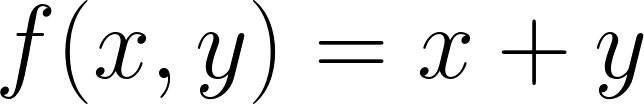 f(x, y) = x + y